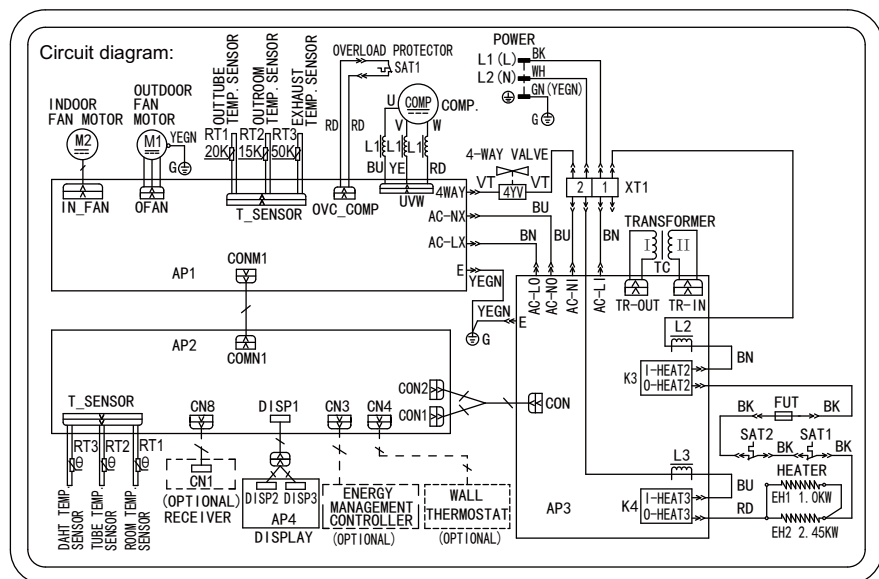 Circuit diagram:
OVERLOAD PROTECTOR
SAT1
POWER
L1(L)
BK
L2(N)
WH
GN(YEGN)
G
INDOOR
FAN MOTOR
M2
OUTDOOR
FAN
MOTOR
M1
YEGN
G
OUTTUBE
TEMP. SENSOR
OUTROOM
TEMP. SENSOR
EXHAUST
TEMP. SENSOR
RT1
RT2
RT3
20K
15K
50K
RD
RD
COMP
COMP.
U
V
W
L1
L1
L1
BU
YE
RD
4-WAY VALVE
VT
4YV
VT
2
1
XT1
IN_FAN
OFAN
T_SENSOR
OVC_COMP
UVW
4WAY
AC-NX
BU
AC-LX
BN
BU
BN
E
YEGN
TRANSFORMER
I
II
TC
TR-OUT
TR-IN
CONM1
AP1
AC-LO
AC-NO
AC-NI
AC-LI
YEGN
E
G
L2
BN
AP2
COMN1
K3
I-HEAT2
O-HEAT2
T_SENSOR
CN8
DISP1
CN3
CN4
CON2
CON1
CON
BK
FUT
BK
SAT2
BK
SAT1
BK
RT3
RT2
RT1
θ
θ
θ
DAHT TEMP.
SENSOR
TUBE TEMP.
SENSOR
ROOM TEMP.
SENSOR
CN1
(OPTIONAL)
RECEIVER
DISP2
DISP3
AP4
DISPLAY
ENERGY
MANAGEMENT
CONTROLLER
(OPTIONAL)
WALL
THERMOSTAT
(OPTIONAL)
AP3
L3
BU
K4
I-HEAT3
O-HEAT3
RD
HEATER
EH1 1.0KW
EH2 2.45KW